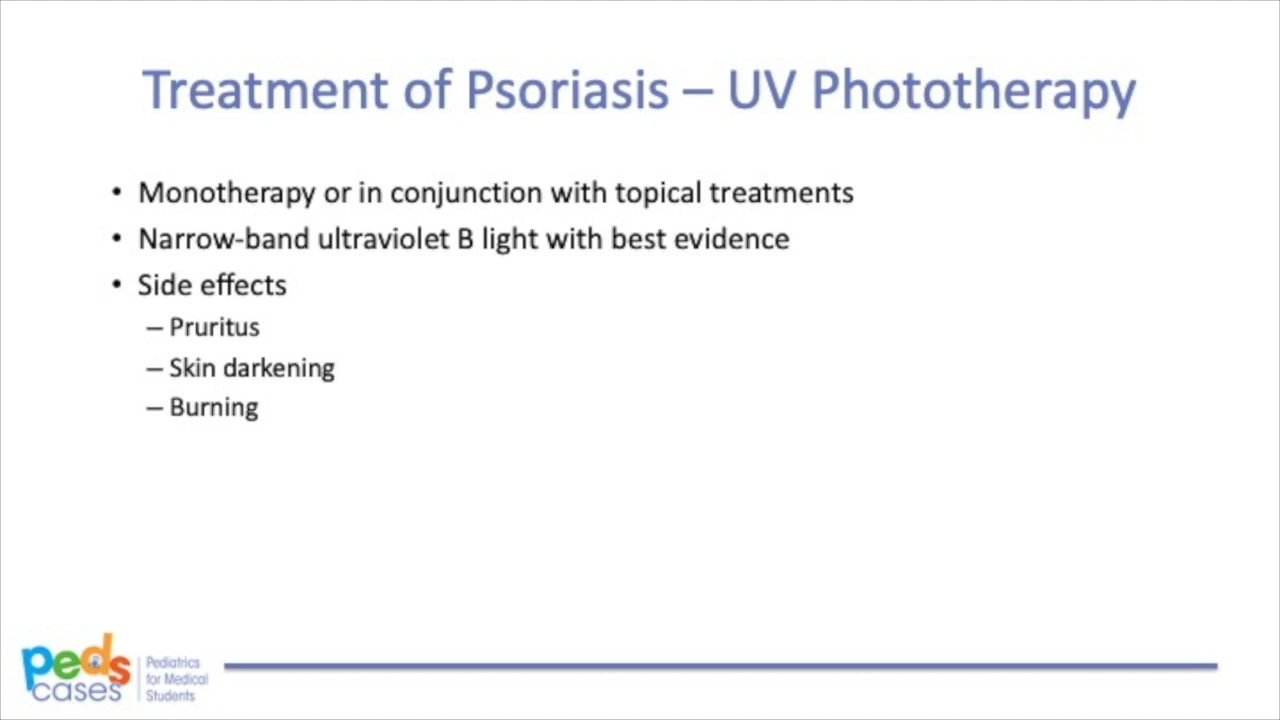 Treatment of Psoriasis – UV Phototherapy
• Monotherapy or in conjunction with topical treatments
• Narrow-band ultraviolet B light with best evidence
• Side effects
– Pruritus
– Skin darkening
– Burning
peds
cases
Pediatrics
for Medical
Students